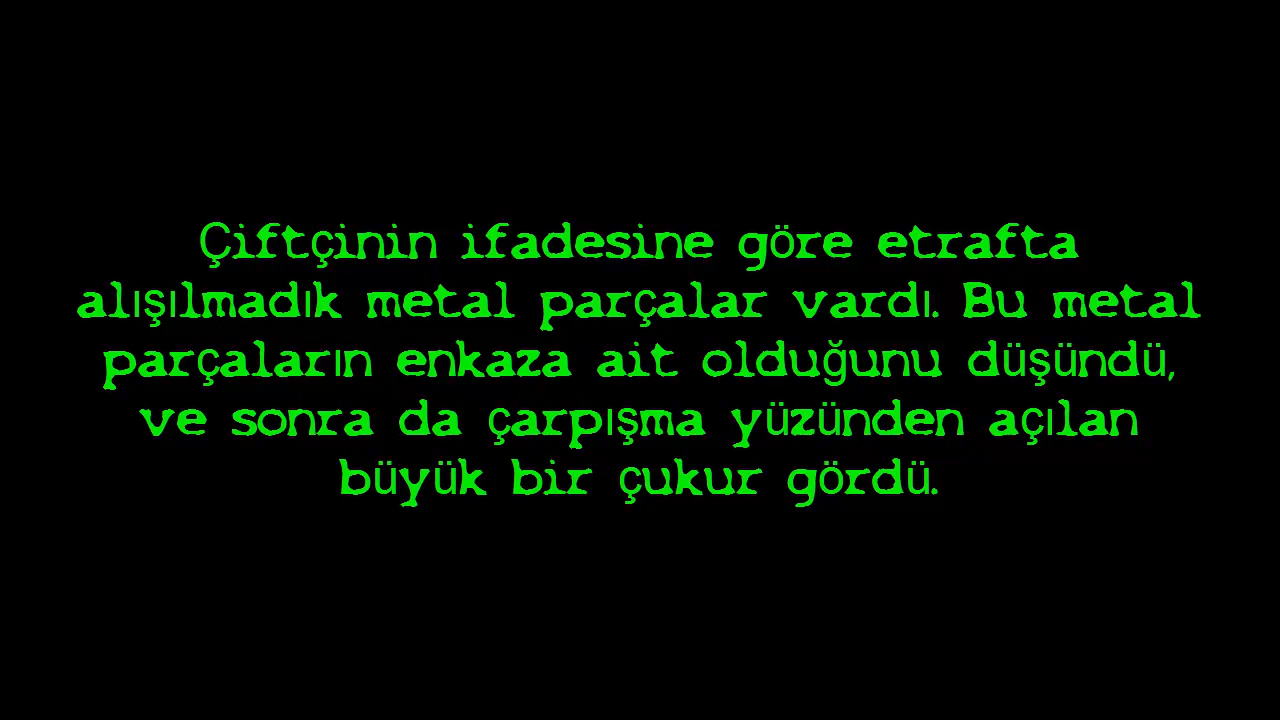 Çiftçinin ifadesine göre etrafta
alışılmadık metal parçalar vardı. Bu metal
parçaların enkaza ait olduğunu düşündü,
ve sonra da çarpışma yüzünden açılan
büyük bir çukur gördü.